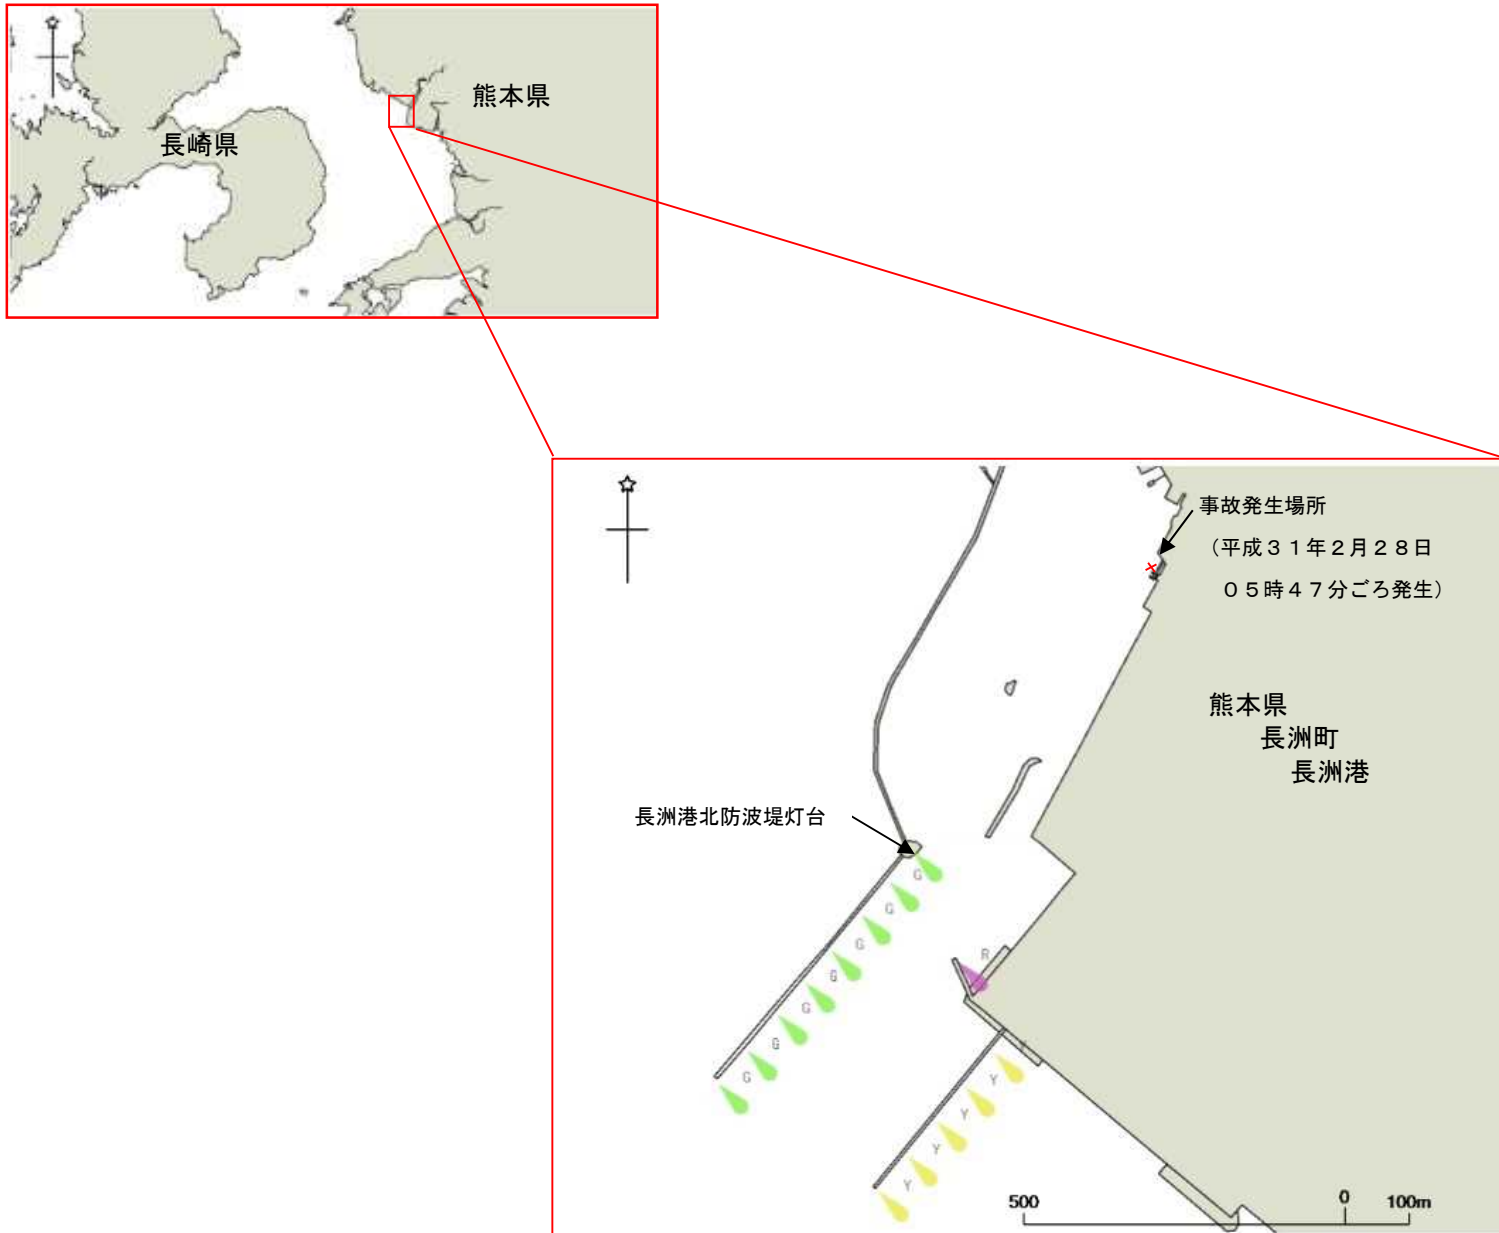 熊本県
長崎県
事故発生場所
（平成３１年２月２８日
０５時４７分ごろ発生）
熊本県
長洲町
長洲港
長洲港北防波堤灯台
G
G
G
G
G
G
G
R
Y
Y
Y
Y
500
0
100m